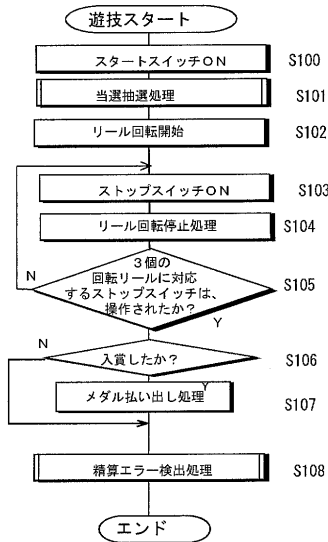 遊技スタート
スタートスイッチON S100
当選抽選処理 S101
リール回転開始 S102
ストップスイッチON S103
リール回転停止処理 S104
3個の
回転リールに対応
するストップスイッチは、
操作されたか?
S105
N
Y
N
入賞したか? S106
Y
メダル払い出し処理 S107
精算エラー検出処理 S108
エンド